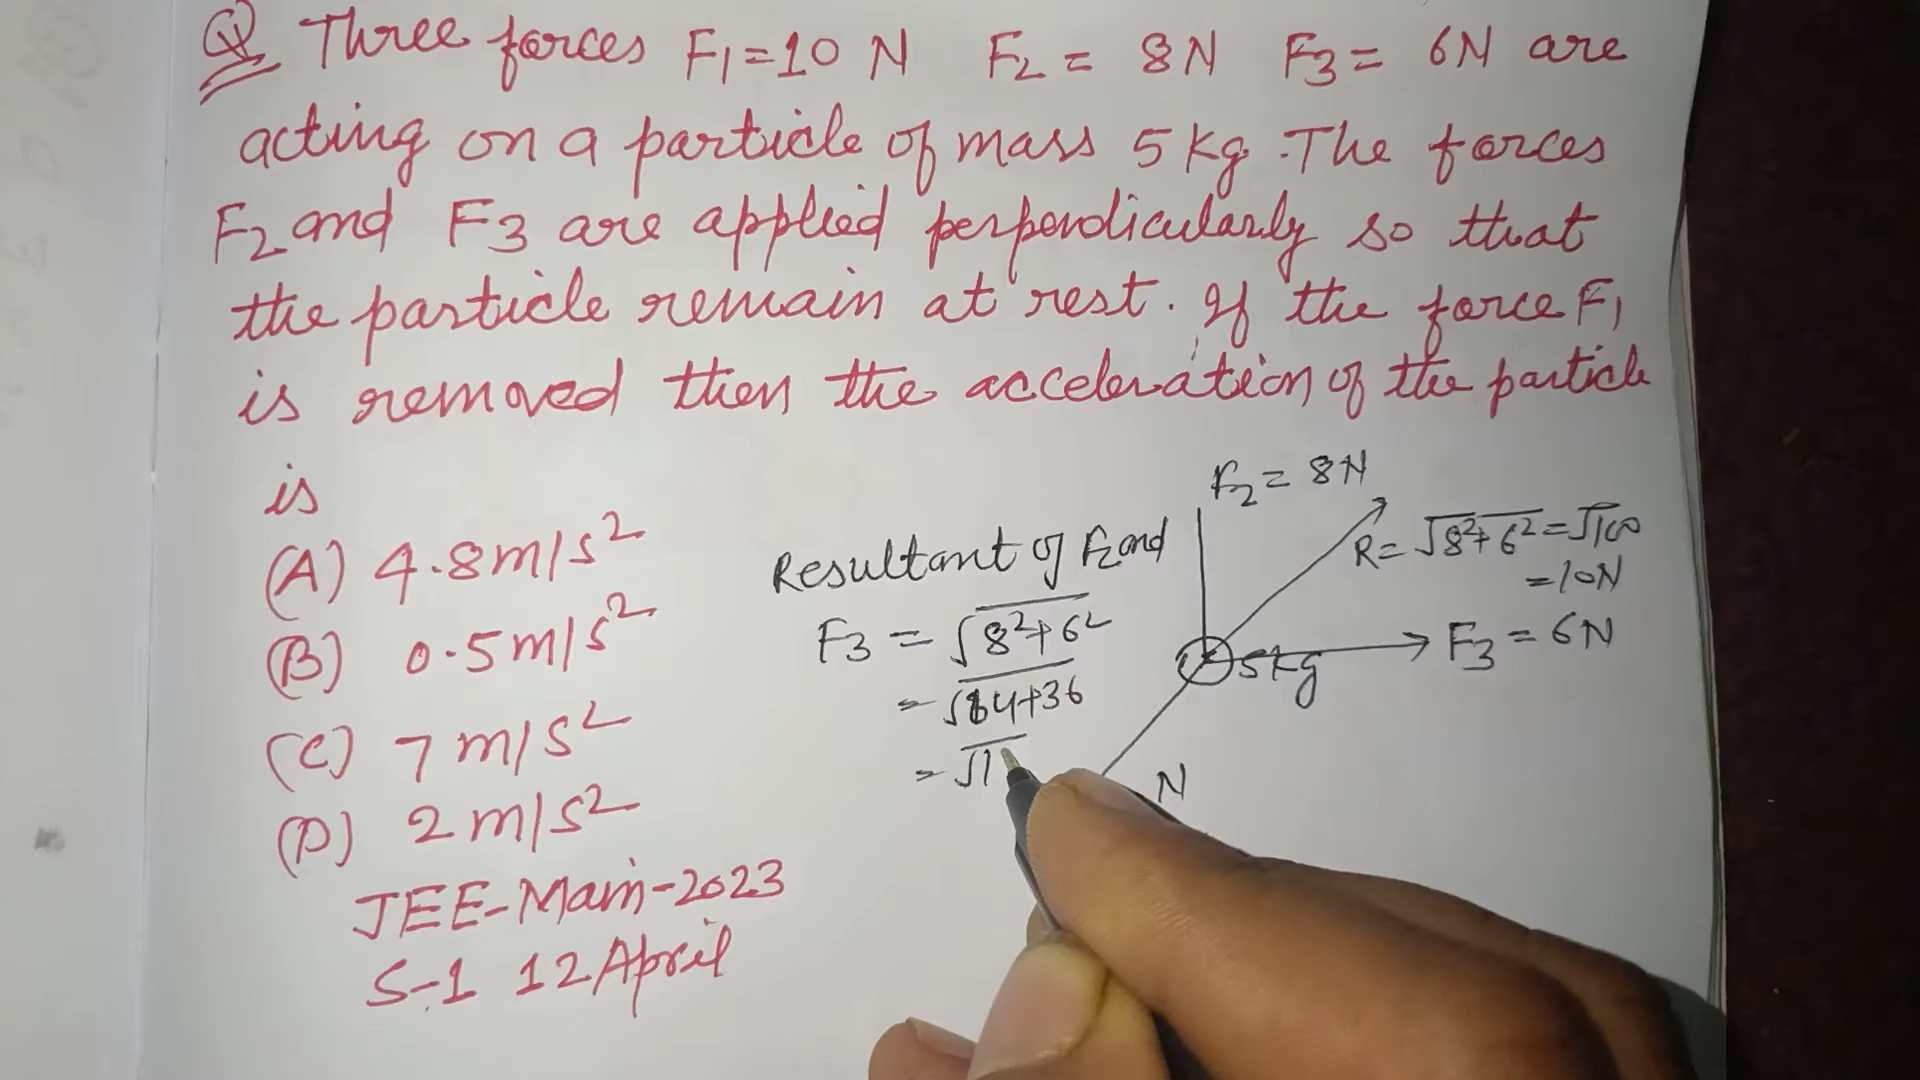 Q Three forces F1=10 N F2 = 8N F3 = 6N are
acting on a particle of mass 5 kg. The forces
F2 and F3 are applied perpendicularly so that
the particle remain at rest. If the force F1
is removed then the acceleration of the particle
is
(A) 4.8 m/s²
(B) 0.5 m/s²
(C) 7 m/s²
(D) 2 m/s²
JEE-Main-2023
S-1 12 April
Resultant of F2 and
F3 = √8²+6²
= √64+36
= √1
F2 = 8N
R = √8²+6² = √100
= 10N
F3 = 6N
5kg
N